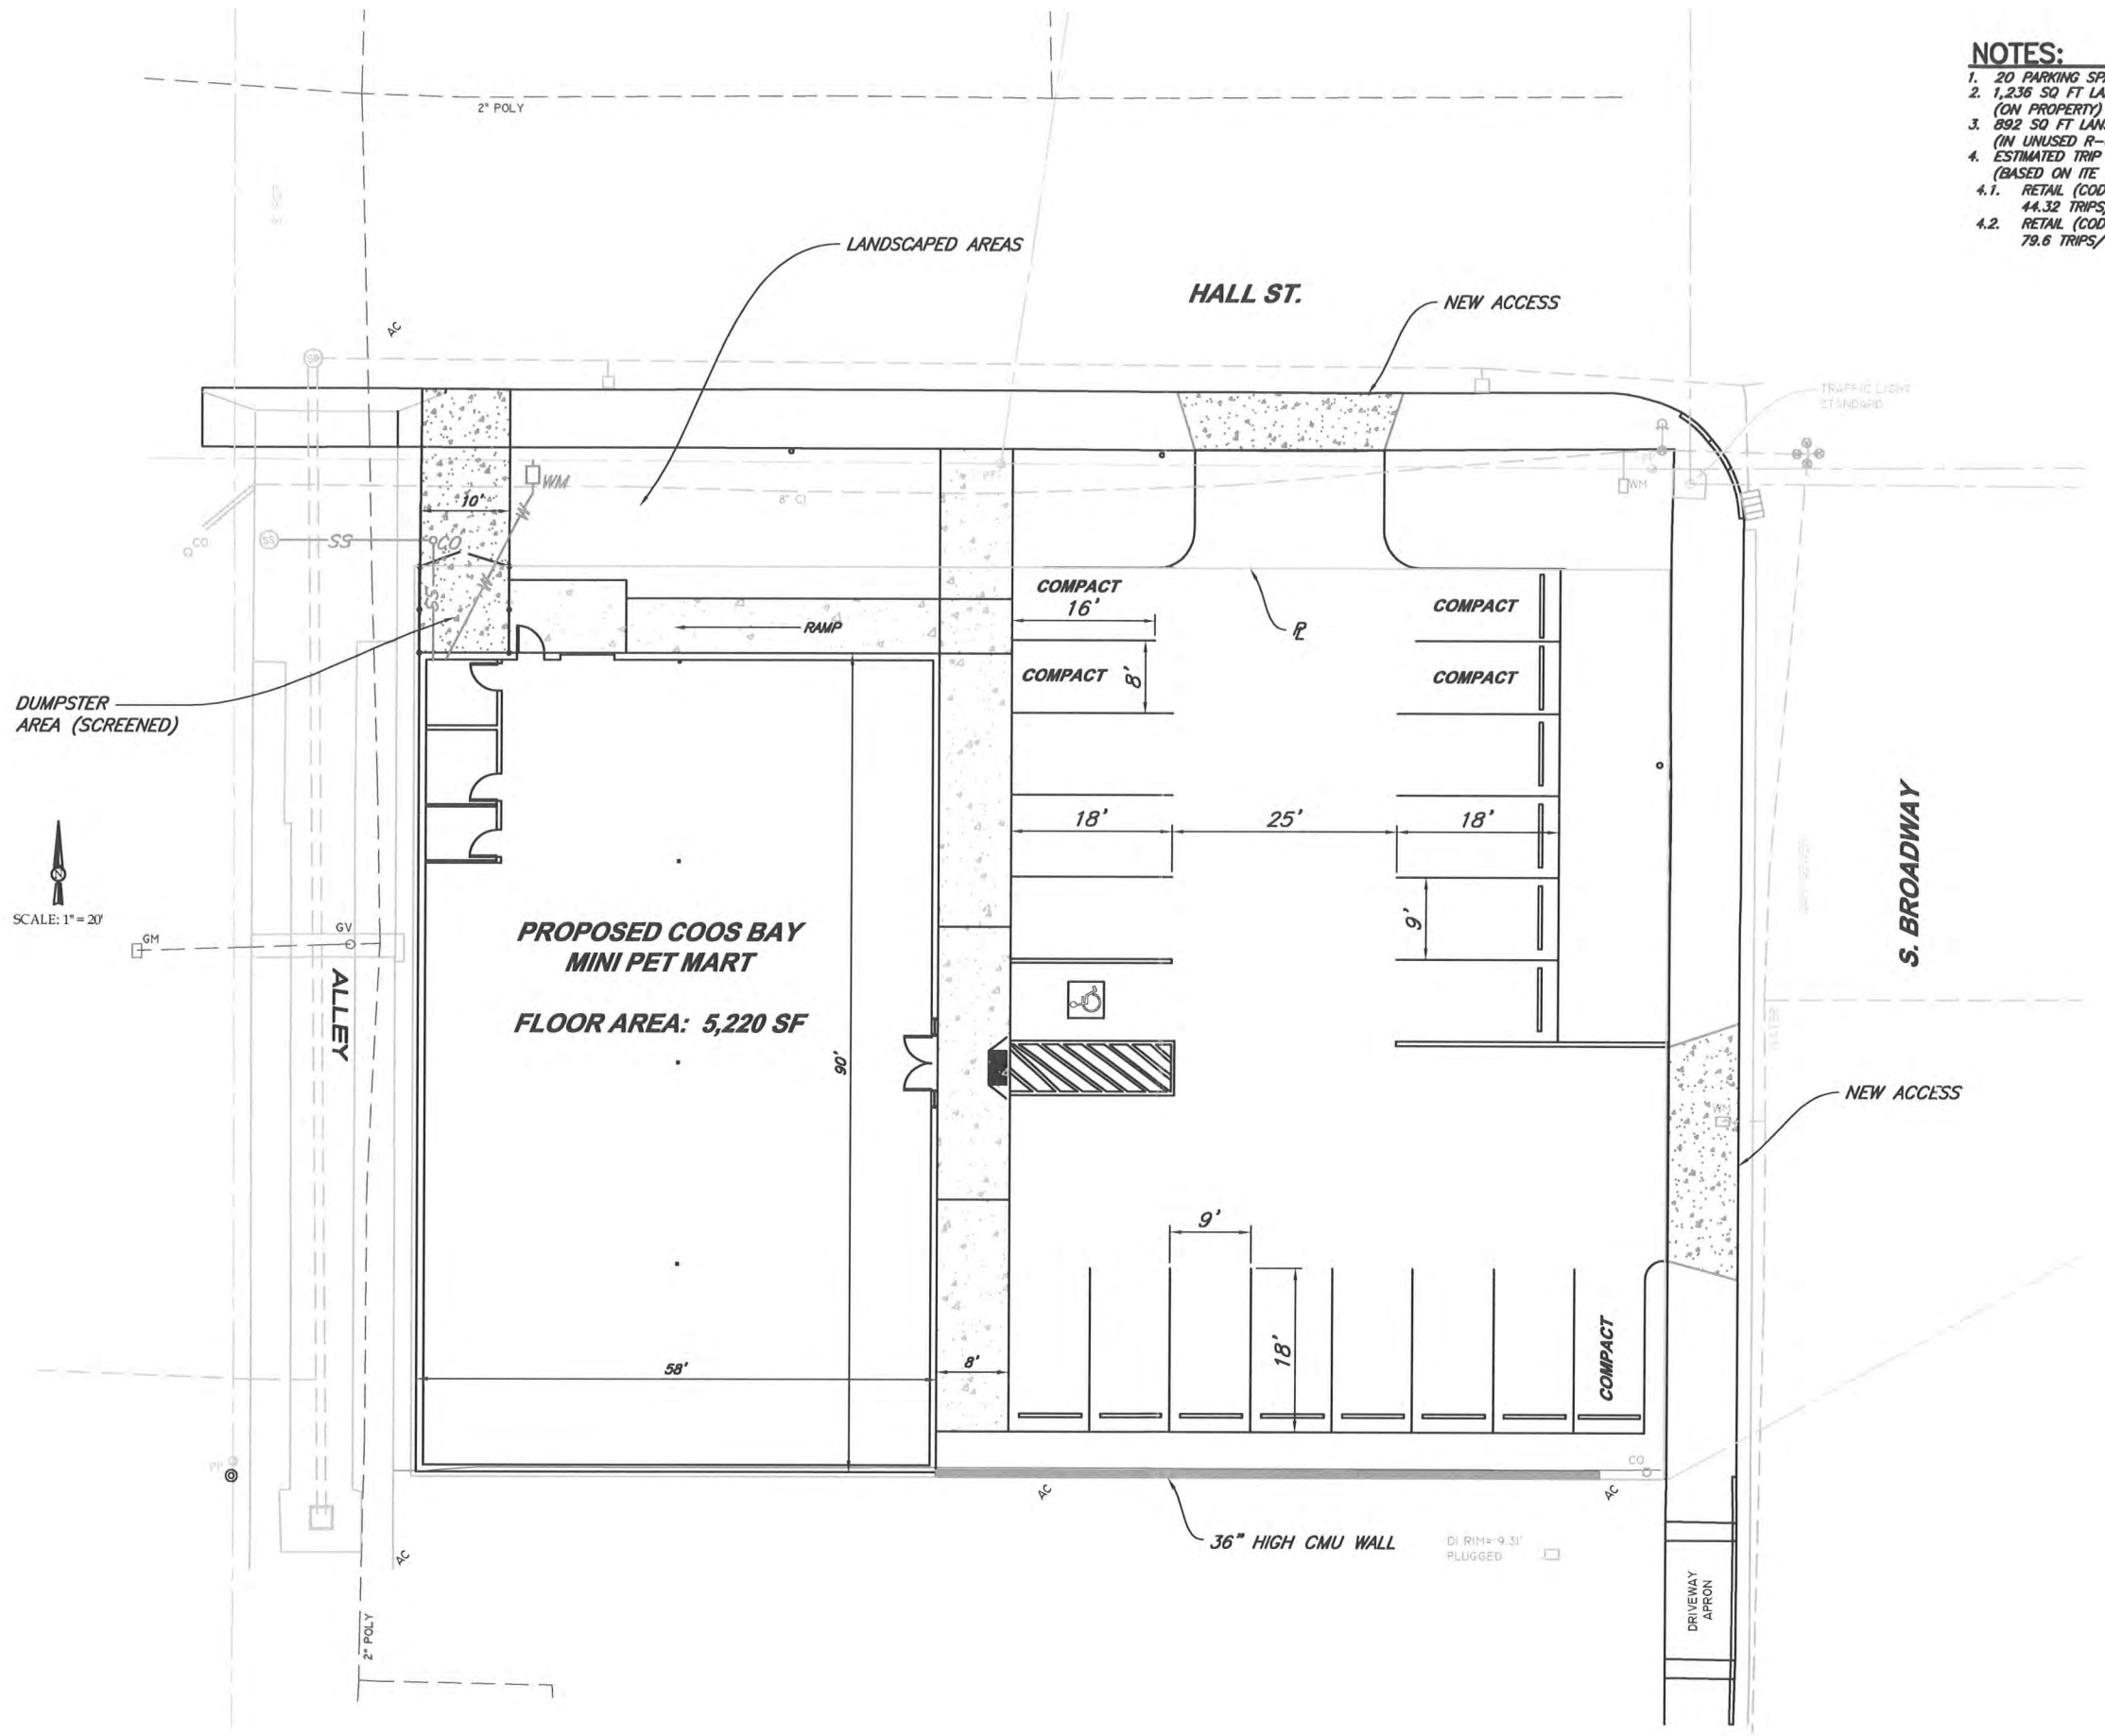 NOTES:
1. 20 PARKING
2. 1,236 SQ FT
(ON PROPERTY)
3. 892 SQ FT
(IN UNUSED
4. ESTIMATED TRIP
(BASED ON ITE
4.1. RETAIL
44.32 TRIPS/
4.2. RETAIL
79.6 TRIPS/
2" POLY
LANDSCAPED AREAS
HALL ST.
NEW ACCESS
AC
SD
TRAFFIC LIGHT
STANDARD
WM
8" CI
PP
PP
WM
10'
CO
SS
SS
CO
SS
COMPACT
16'
COMPACT
RAMP
PL
COMPACT
8'
COMPACT
DUMPSTER
AREA (SCREENED)
18'
25'
18'
S. BROADWAY
SCALE: 1" = 20'
GM
GV
ALLEY
PROPOSED COOS BAY
MINI PET MART
FLOOR AREA: 5,220 SF
9'
90'
NEW ACCESS
WM
9'
18'
COMPACT
58'
8'
PP
CO
AC
AC
36" HIGH CMU WALL
DI RIM= 9.31'
PLUGGED
AC
DRIVEWAY
APRON
2" POLY